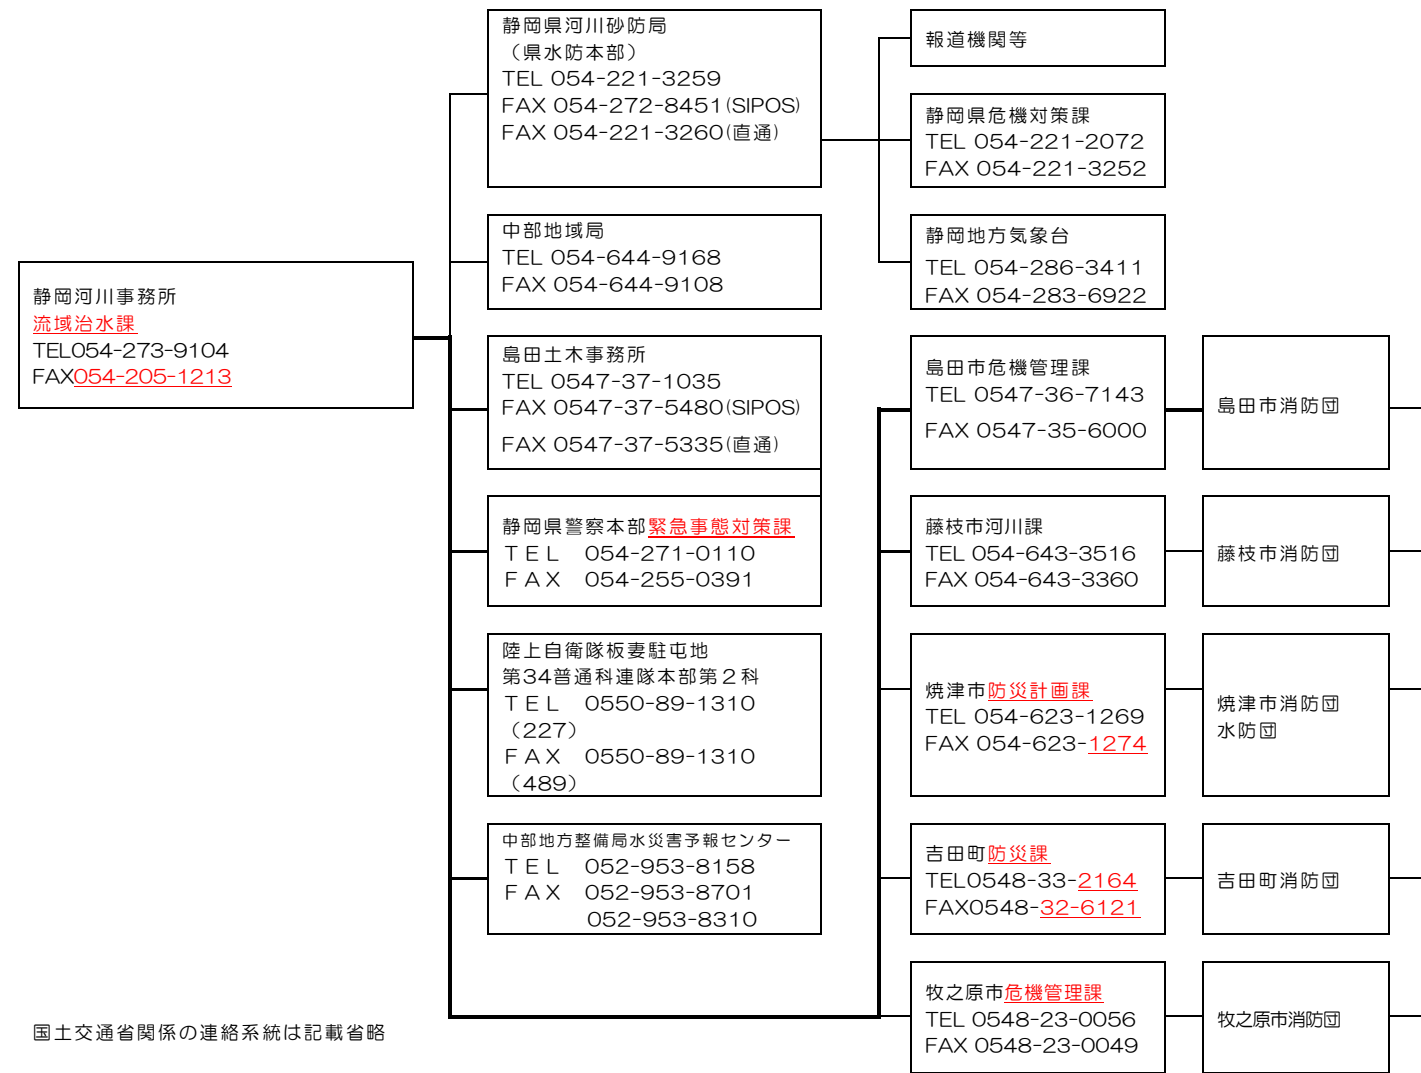 静岡河川事務所
流域治水課
TEL054-273-9104
FAX054-205-1213
静岡県河川砂防局
（県水防本部）
TEL 054-221-3259
FAX 054-272-8451(SIPOS)
FAX 054-221-3260(直通)
中部地域局
TEL 054-644-9168
FAX 054-644-9108
島田土木事務所
TEL 0547-37-1035
FAX 0547-37-5480(SIPOS)
FAX 0547-37-5335(直通)
静岡県警察本部緊急事態対策課
ＴＥＬ　054-271-0110
ＦＡＸ　054-255-0391
陸上自衛隊板妻駐屯地
第34普通科連隊本部第２科
ＴＥＬ　0550-89-1310
（227）
ＦＡＸ　0550-89-1310
（489）
中部地方整備局水災害予報センター
ＴＥＬ　052-953-8158
ＦＡＸ　052-953-8701
052-953-8310
報道機関等
静岡県危機対策課
TEL 054-221-2072
FAX 054-221-3252
静岡地方気象台
TEL 054-286-3411
FAX 054-283-6922
島田市危機管理課
TEL 0547-36-7143
FAX 0547-35-6000
藤枝市河川課
TEL 054-643-3516
FAX 054-643-3360
焼津市防災計画課
TEL 054-623-1269
FAX 054-623-1274
吉田町防災課
TEL0548-33-2164
FAX0548-32-6121
牧之原市危機管理課
TEL 0548-23-0056
FAX 0548-23-0049
島田市消防団
藤枝市消防団
焼津市消防団
水防団
吉田町消防団
牧之原市消防団
国土交通省関係の連絡系統は記載省略